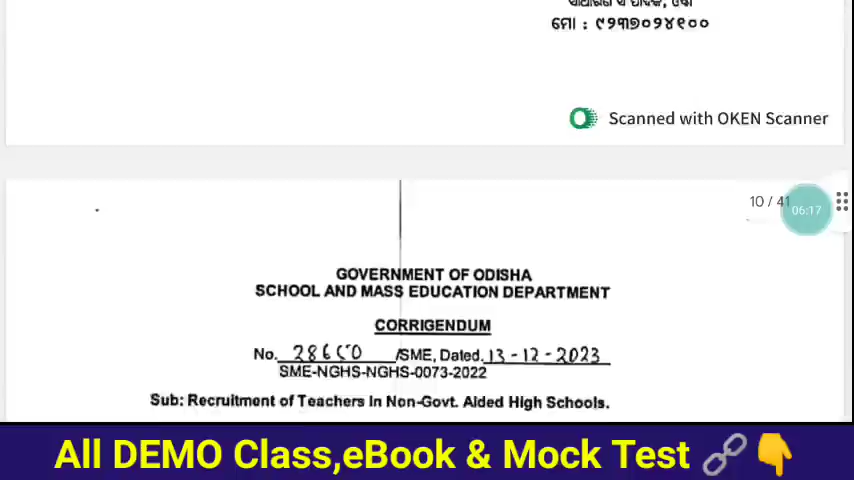 ମୋ : ୯୨୩୭୦୨୪୧୦୦
Scanned with OKEN Scanner
10 / 41
06:17
GOVERNMENT OF ODISHA
SCHOOL AND MASS EDUCATION DEPARTMENT
CORRIGENDUM
No. /SME, Dated. 13-12-2023
SME-NGHS-NGHS-0073-2022
Sub: Recruitment of Teachers in Non-Govt. Aided High Schools.
All DEMO Class,eBook & Mock Test